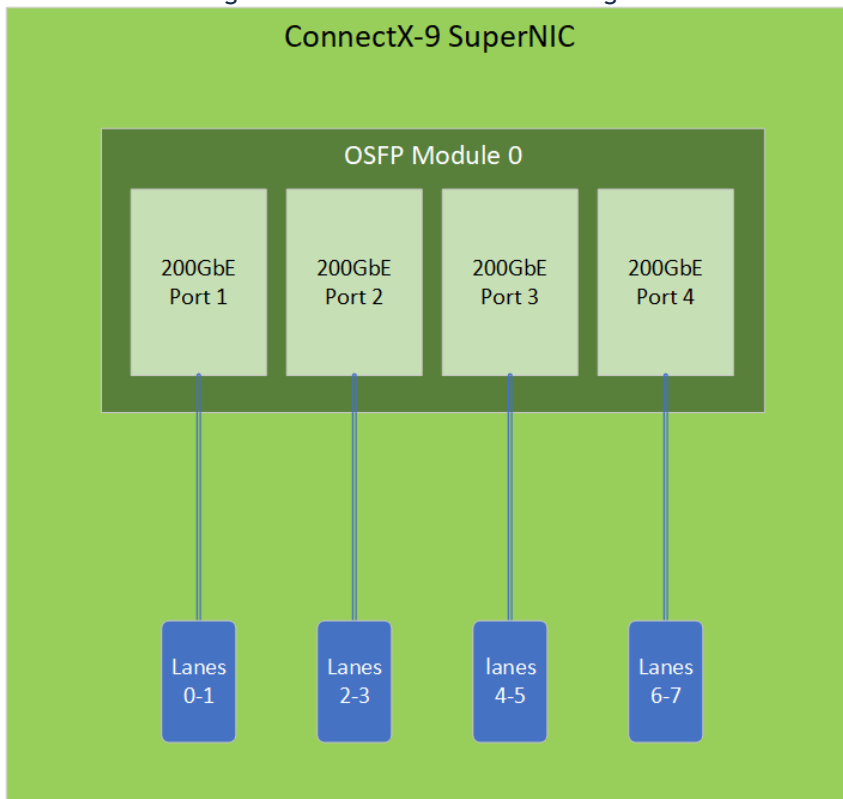 ConnectX-9 SuperNIC
OSFP Module 0
200GbE
Port 1
200GbE
Port 2
200GbE
Port 3
200GbE
Port 4
Lanes
0-1
Lanes
2-3
lanes
4-5
Lanes
6-7